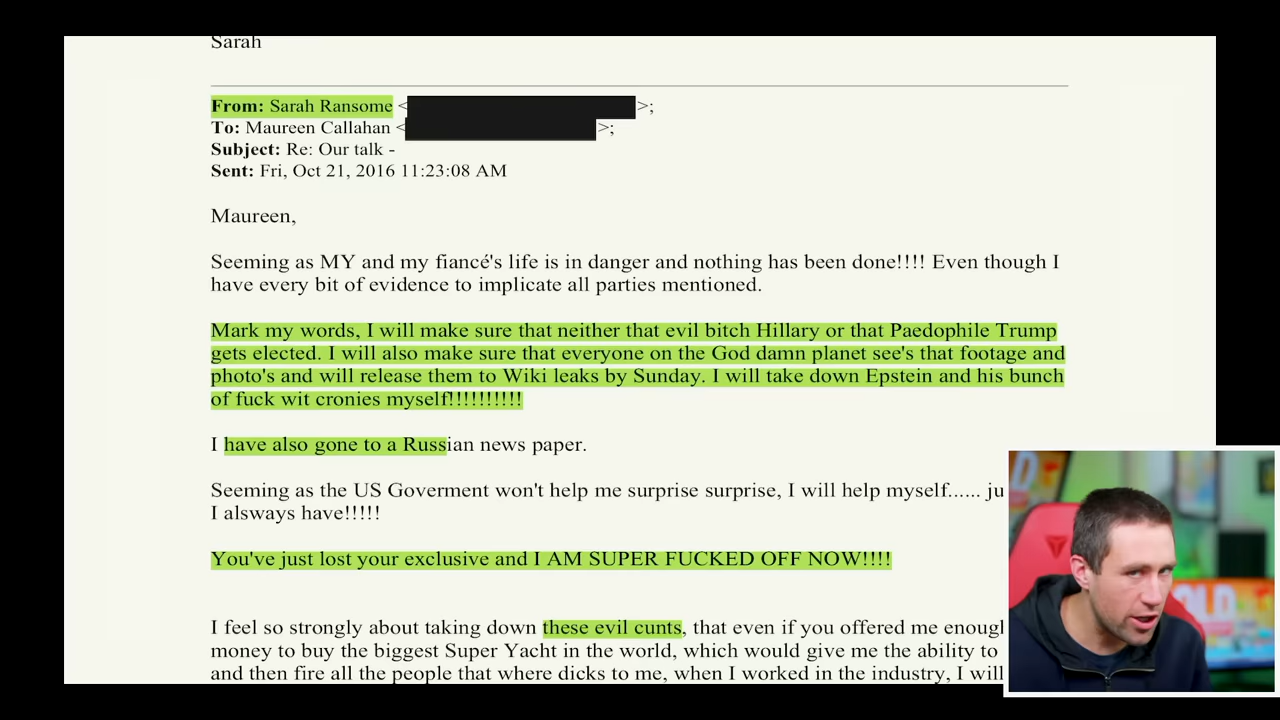 Sarah
From: Sarah Ransome < >;
To: Maureen Callahan < >;
Subject: Re: Our talk -
Sent: Fri, Oct 21, 2016 11:23:08 AM
Maureen,
Seeming as MY and my fiancé's life is in danger and nothing has been done!!!! Even though I
have every bit of evidence to implicate all parties mentioned.
Mark my words, I will make sure that neither that evil bitch Hillary or that Paedophile Trump
gets elected. I will also make sure that everyone on the God damn planet see's that footage and
photo's and will release them to Wiki leaks by Sunday. I will take down Epstein and his bunch
of fuck wit cronies myself!!!!!!!!!!
I have also gone to a Russian news paper.
Seeming as the US Goverment won't help me surprise surprise, I will help myself...... ju
I alsways have!!!!!
You've just lost your exclusive and I AM SUPER FUCKED OFF NOW!!!!
I feel so strongly about taking down these evil cunts, that even if you offered me enough
money to buy the biggest Super Yacht in the world, which would give me the ability to
and then fire all the people that where dicks to me, when I worked in the industry, I will
OLD